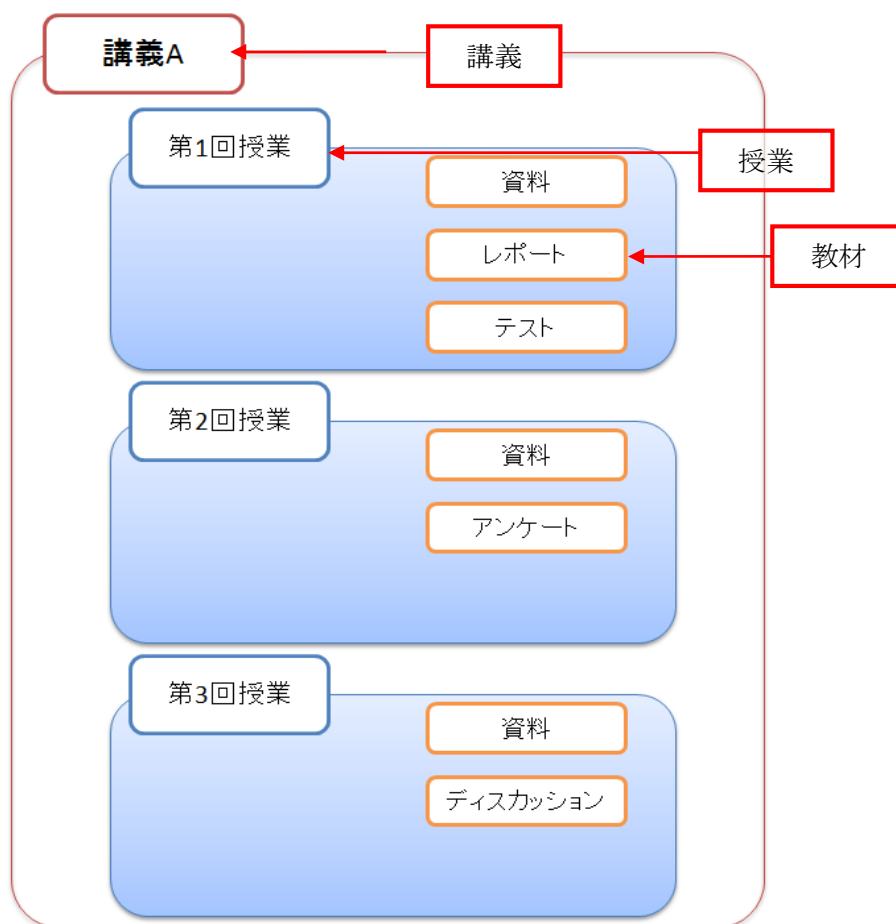 講義A
講義
第1回授業
授業
資料
レポート
教材
テスト
第2回授業
資料
アンケート
第3回授業
資料
ディスカッション